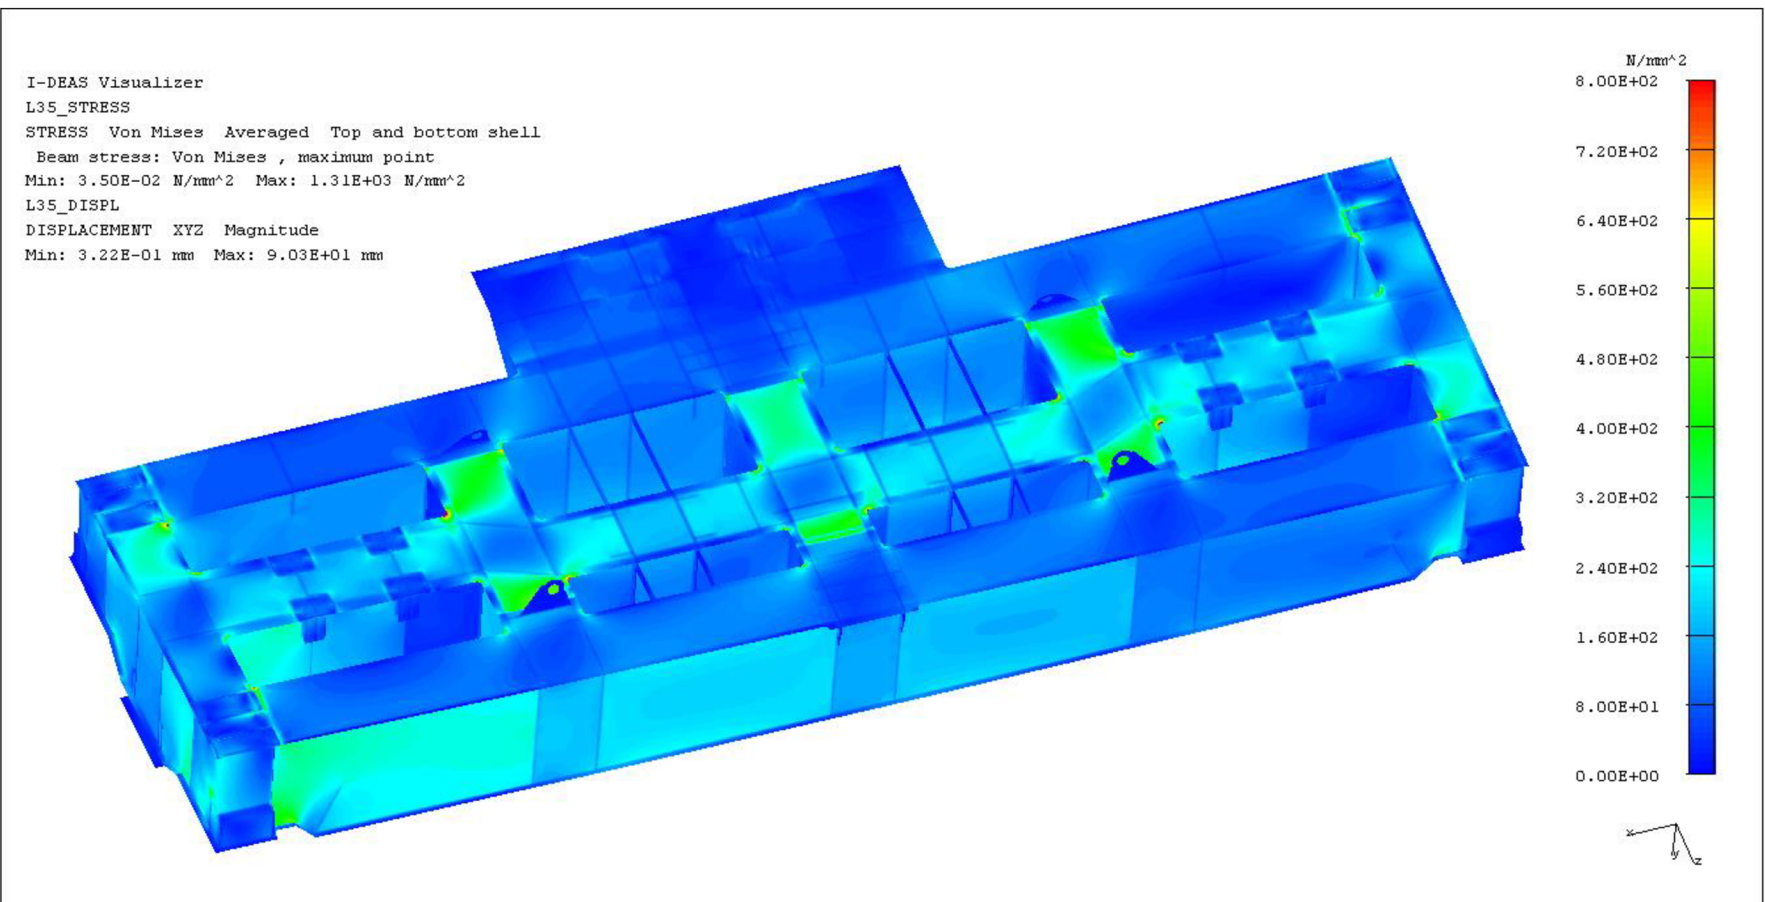 I-DEAS Visualizer
L35_STRESS
STRESS Von Mises Averaged Top and bottom shell
Beam stress: Von Mises , maximum point
Min: 3.50E-02 N/mm^2 Max: 1.31E+03 N/mm^2
L35_DISPL
DISPLACEMENT XYZ Magnitude
Min: 3.22E-01 mm Max: 9.03E+01 mm
N/mm^2
8.00E+02
7.20E+02
6.40E+02
5.60E+02
4.80E+02
4.00E+02
3.20E+02
2.40E+02
1.60E+02
8.00E+01
0.00E+00
x
y
z